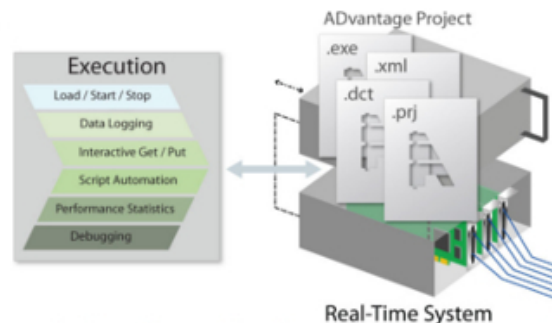 ADvantage Project
Execution
Load / Start / Stop
Data Logging
Interactive Get / Put
Script Automation
Performance Statistics
Debugging
.exe
.xml
.dct
.prj
Real-Time System